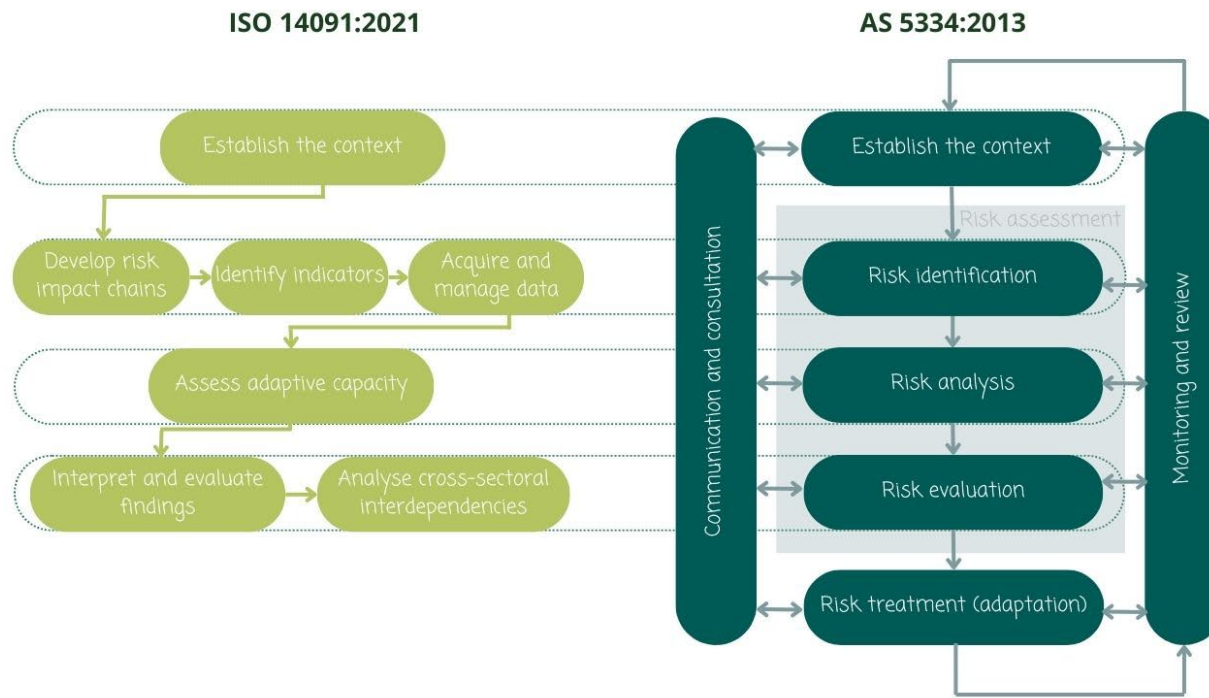 ISO 14091:2021
AS 5334:2013
Establish the context
Develop risk
impact chains
Identify indicators
Acquire and
manage data
Assess adaptive capacity
Interpret and evaluate
findings
Analyse cross-sectoral
interdependencies
Communication and consultation
Establish the context
Risk assessment
Risk identification
Risk analysis
Risk evaluation
Risk treatment (adaptation)
Monitoring and review